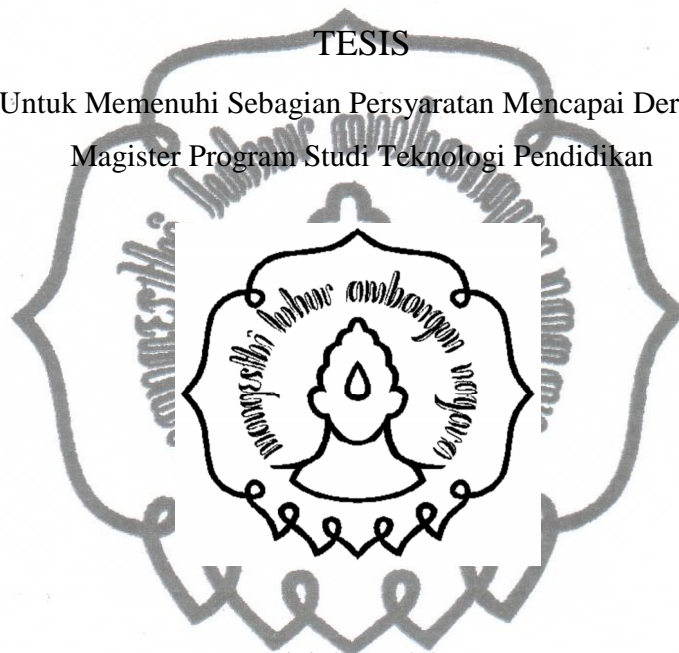 TESIS
Untuk Memenuhi Sebagian Persyaratan Mencapai Der
Magister Program Studi Teknologi Pendidikan
mangesthi luhur ambangun nagara